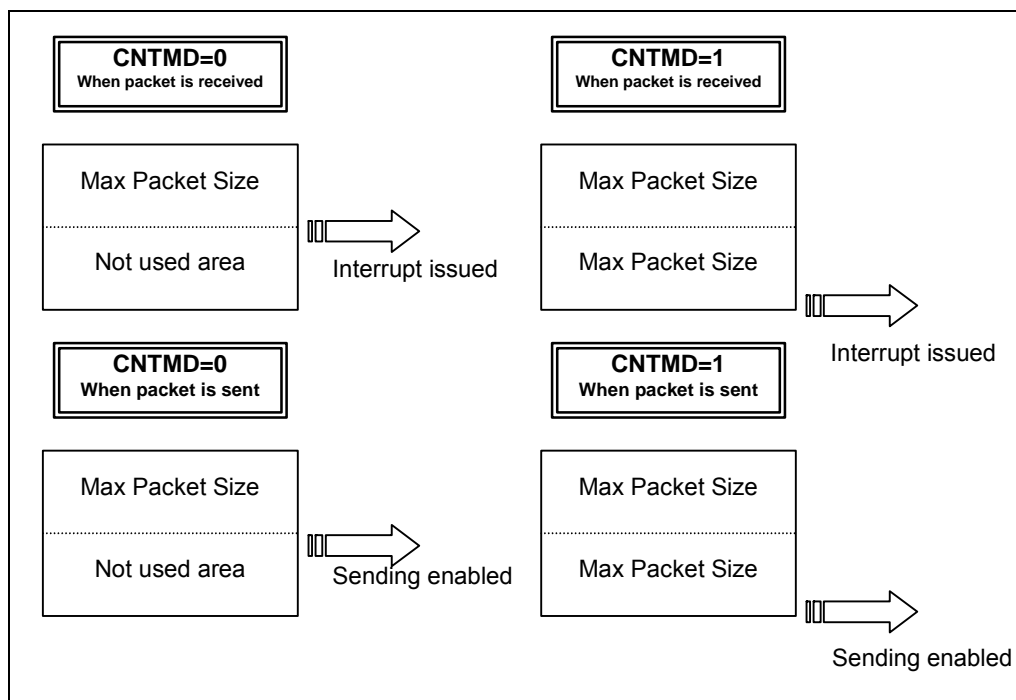 CNTMD=0
When packet is received
CNTMD=1
When packet is received
Max Packet Size
Not used area
Interrupt issued
Max Packet Size
Max Packet Size
Interrupt issued
CNTMD=0
When packet is sent
CNTMD=1
When packet is sent
Max Packet Size
Not used area
Sending enabled
Max Packet Size
Max Packet Size
Sending enabled